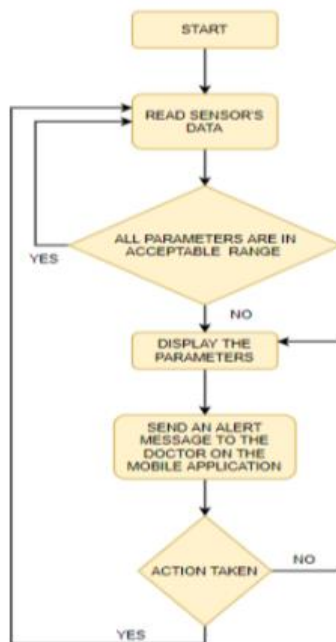 START
READ SENSOR'S
DATA
ALL PARAMETERS ARE IN
ACCEPTABLE RANGE
YES
NO
DISPLAY THE
PARAMETERS
SEND AN ALERT
MESSAGE TO THE
DOCTOR ON THE
MOBILE APPLICATION
ACTION TAKEN
NO
YES